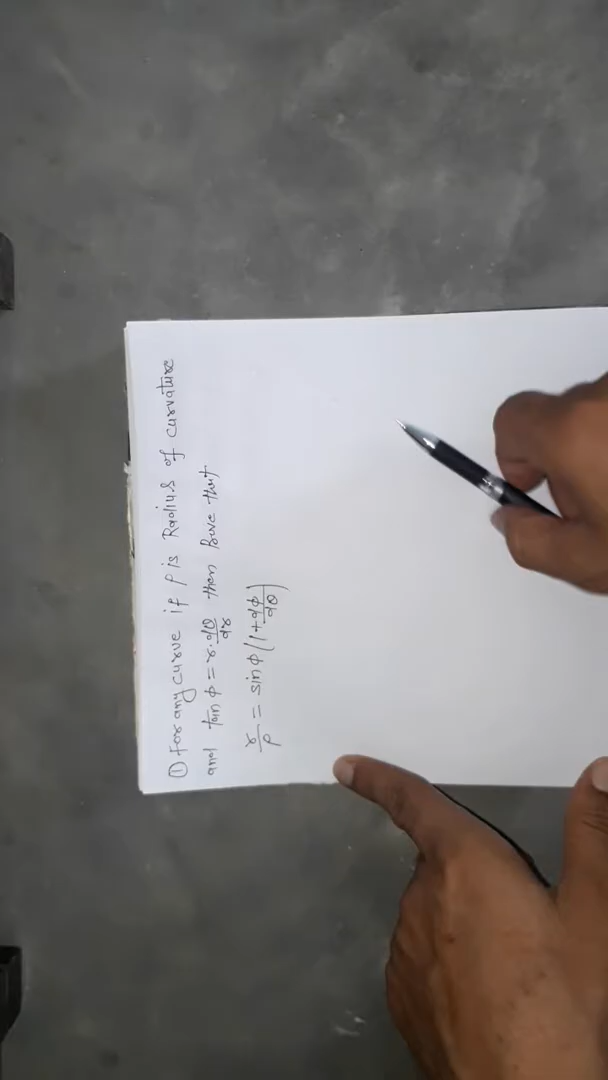 ① For any curve if ρ is Radius of curvature
and tan φ = r. dθ/dr then Prove that
r/ρ = sin φ (1 + dφ/dθ)